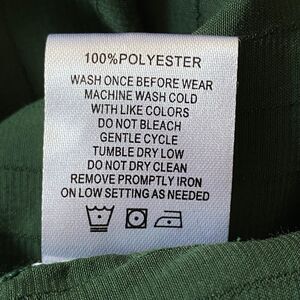 100%POLYESTER
WASH ONCE BEFORE WEAR
MACHINE WASH COLD
WITH LIKE COLORS
DO NOT BLEACH
GENTLE CYCLE
TUMBLE DRY LOW
DO NOT DRY CLEAN
REMOVE PROMPTLY IRON
ON LOW SETTING AS NEEDED